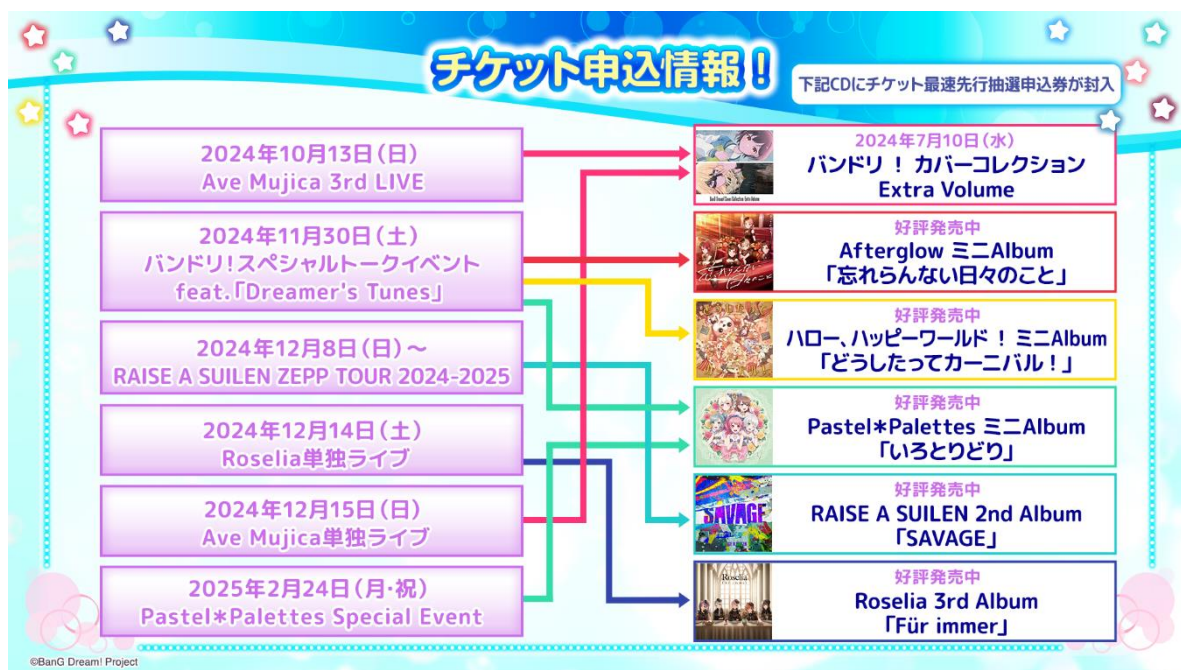 チケット申込情報！
下記CDにチケット最速先行抽選申込券が封入
2024年10月13日（日）
Ave Mujica 3rd LIVE
2024年11月30日（土）
バンドリ！スペシャルトークイベント
feat.「Dreamer's Tunes」
2024年12月8日（日）～
RAISE A SUILEN ZEPP TOUR 2024-2025
2024年12月14日（土）
Roselia単独ライブ
2024年12月15日（日）
Ave Mujica単独ライブ
2025年2月24日（月・祝）
Pastel＊Palettes Special Event
2024年7月10日（水）
バンドリ ！ カバーコレクション
Extra Volume
好評発売中
Afterglow ミニAlbum
「忘れらんない日々のこと」
好評発売中
ハロー、ハッピーワールド ！ ミニAlbum
「どうしたってカーニバル！」
好評発売中
Pastel＊Palettes ミニAlbum
「いろとりどり」
好評発売中
RAISE A SUILEN 2nd Album
「SAVAGE」
SAVAGE
好評発売中
Roselia 3rd Album
「Für immer」
Roselia
©BanG Dream! Project